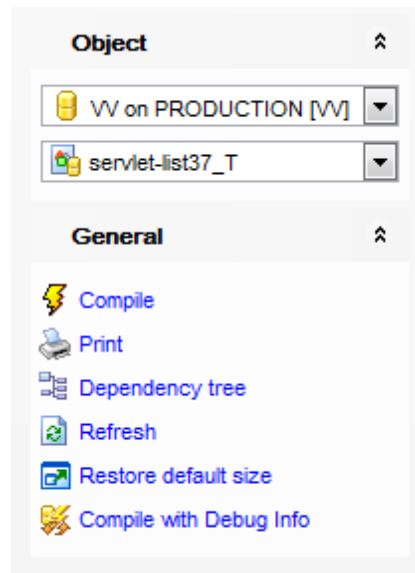 Object
VV on PRODUCTION [VV]
servlet-list37_T
General
Compile
Print
Dependency tree
Refresh
Restore default size
Compile with Debug Info